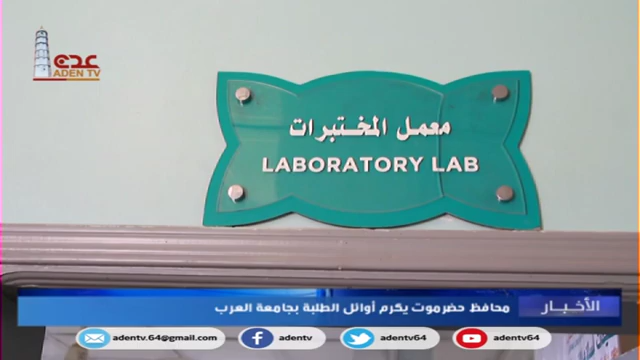 عدن
ADEN TV
معمل المختبرات
LABORATORY LAB
الأخبار
محافظ حضرموت يكرم أوائل الطلبة بجامعة العرب
adentv.64@gmail.com
adentv
adentv64
adentv64